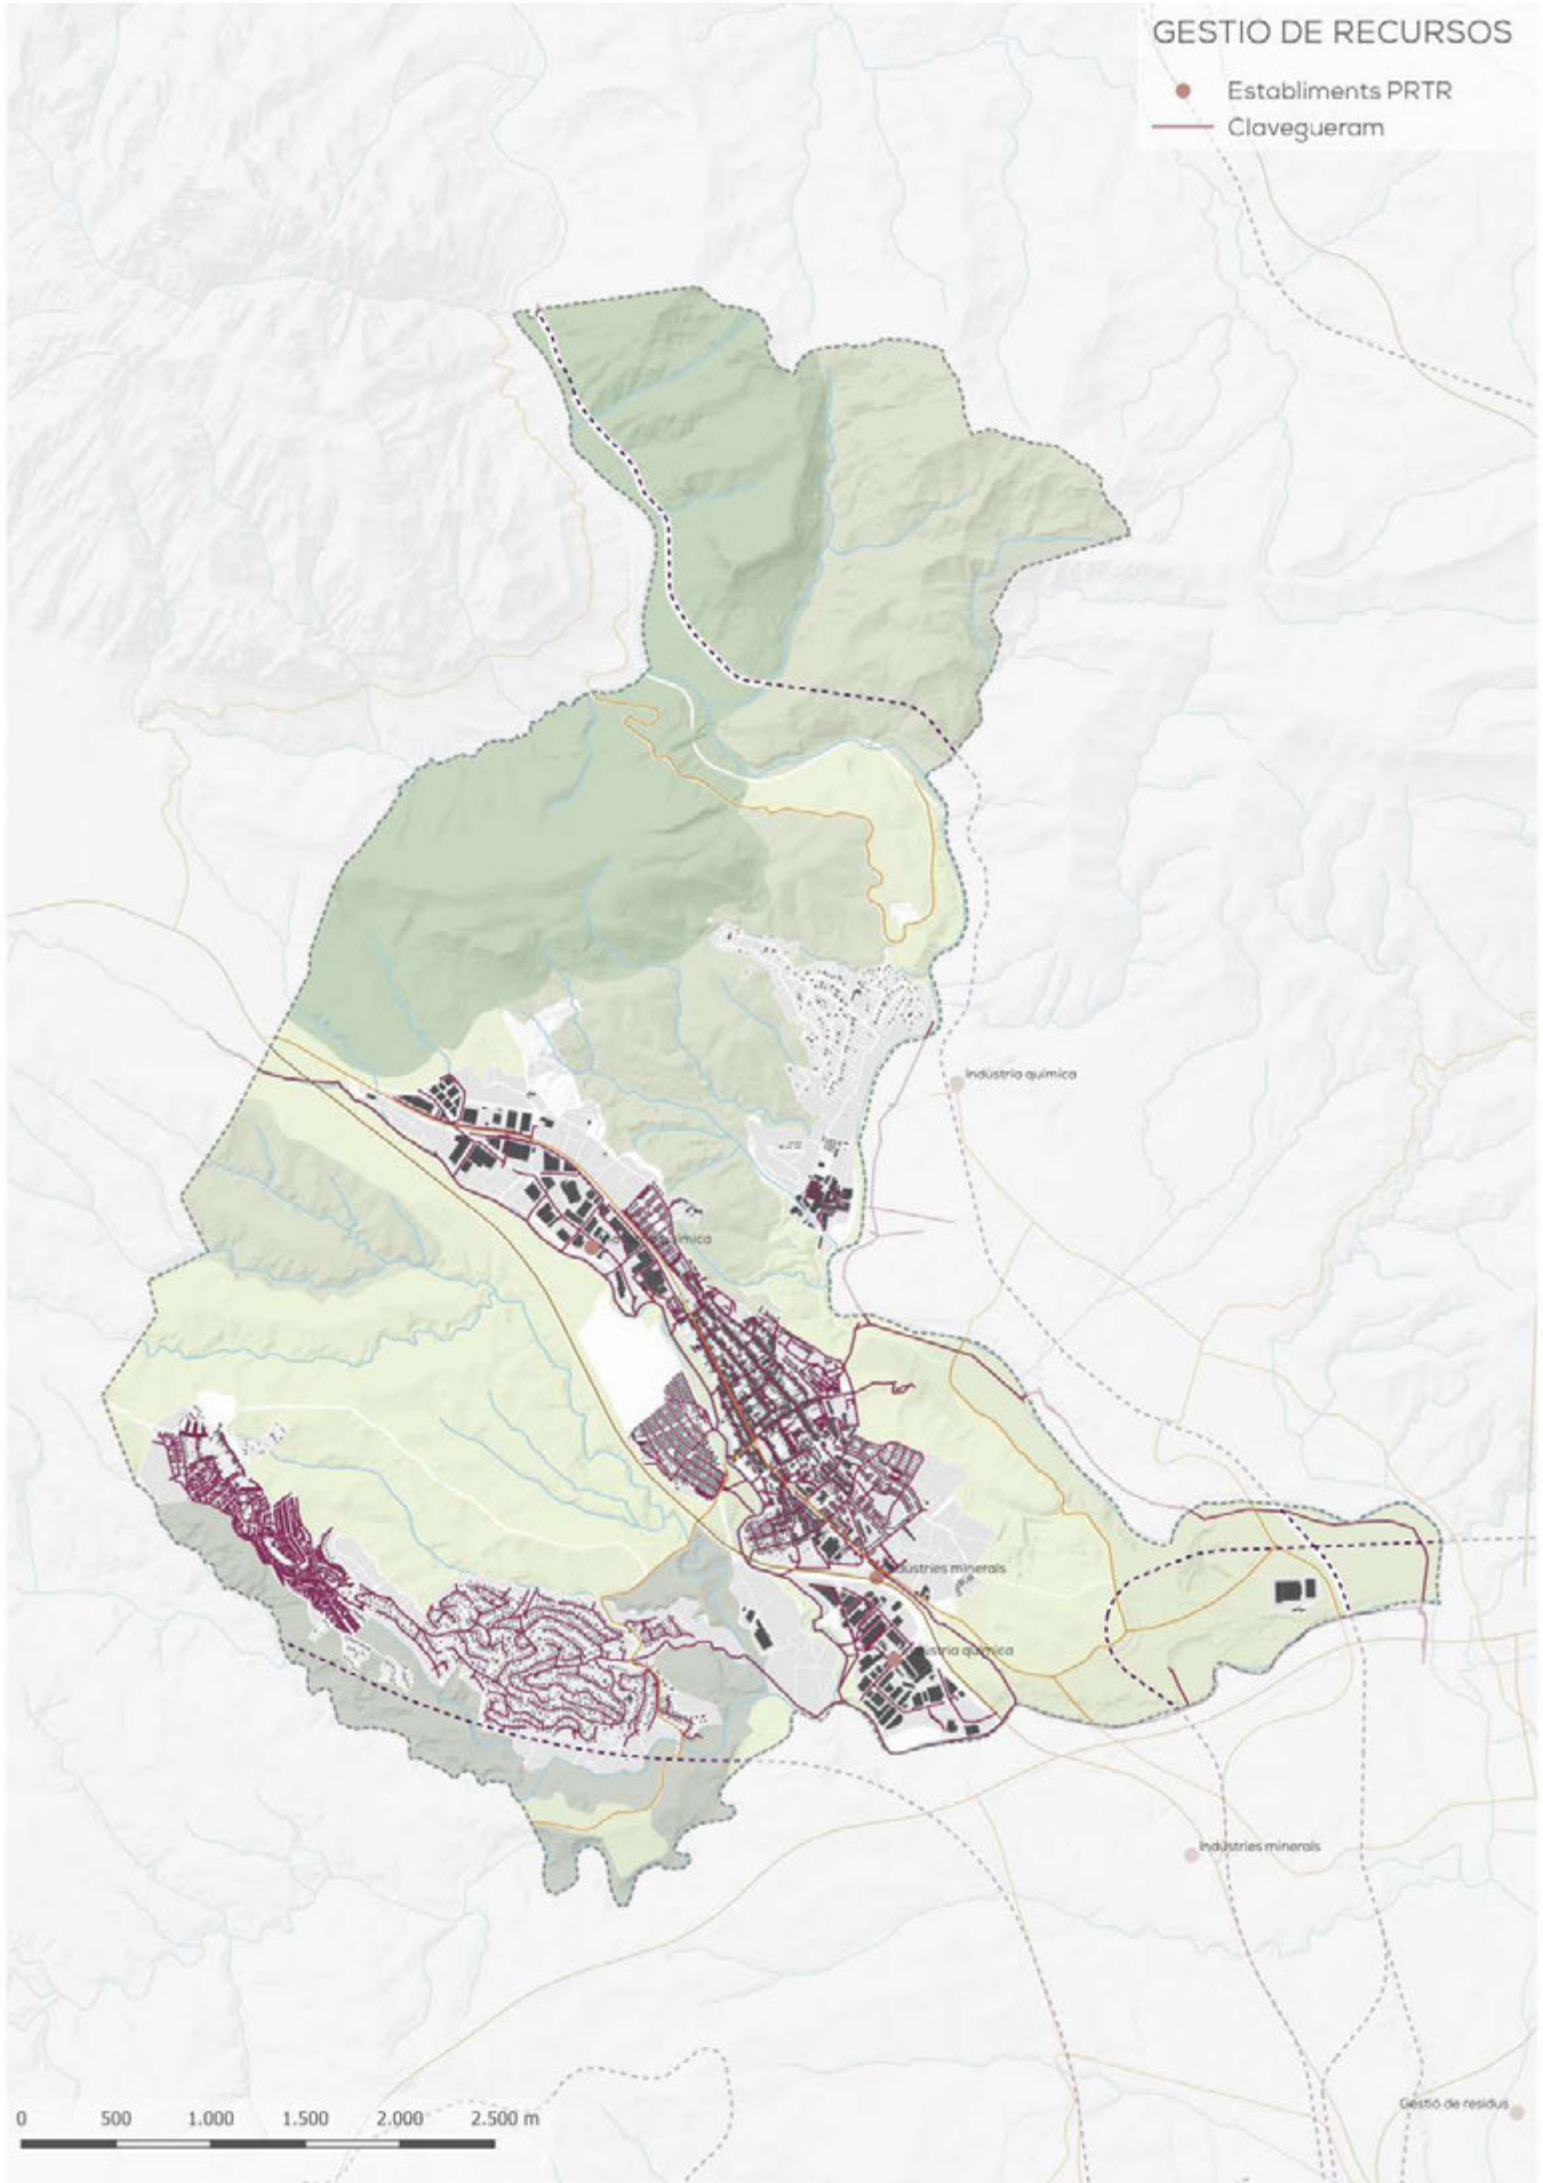 GESTIO DE RECURSOS
Establiments PRTR
Clavegueram
Indústria química
química
Indústries minerals
química
Indústries minerals
Gestió de residus
0 500 1.000 1.500 2.000 2.500 m